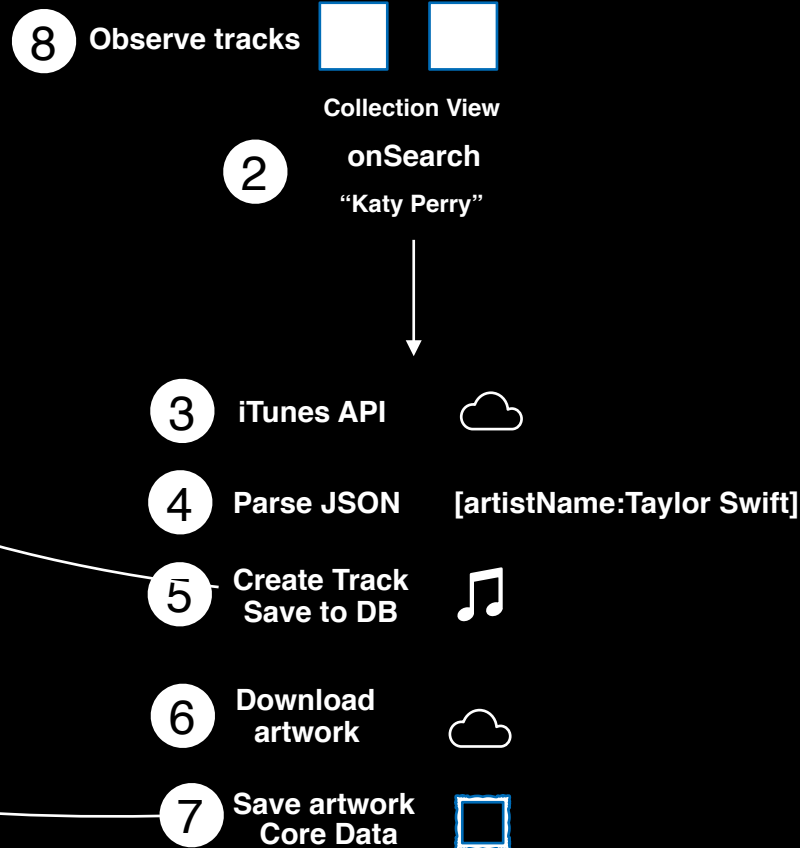 8 Observe tracks
Collection View
2 onSearch
“Katy Perry”
3 iTunes API
4 Parse JSON [artistName:Taylor Swift]
5 Create Track
Save to DB
6 Download
artwork
7 Save artwork
Core Data